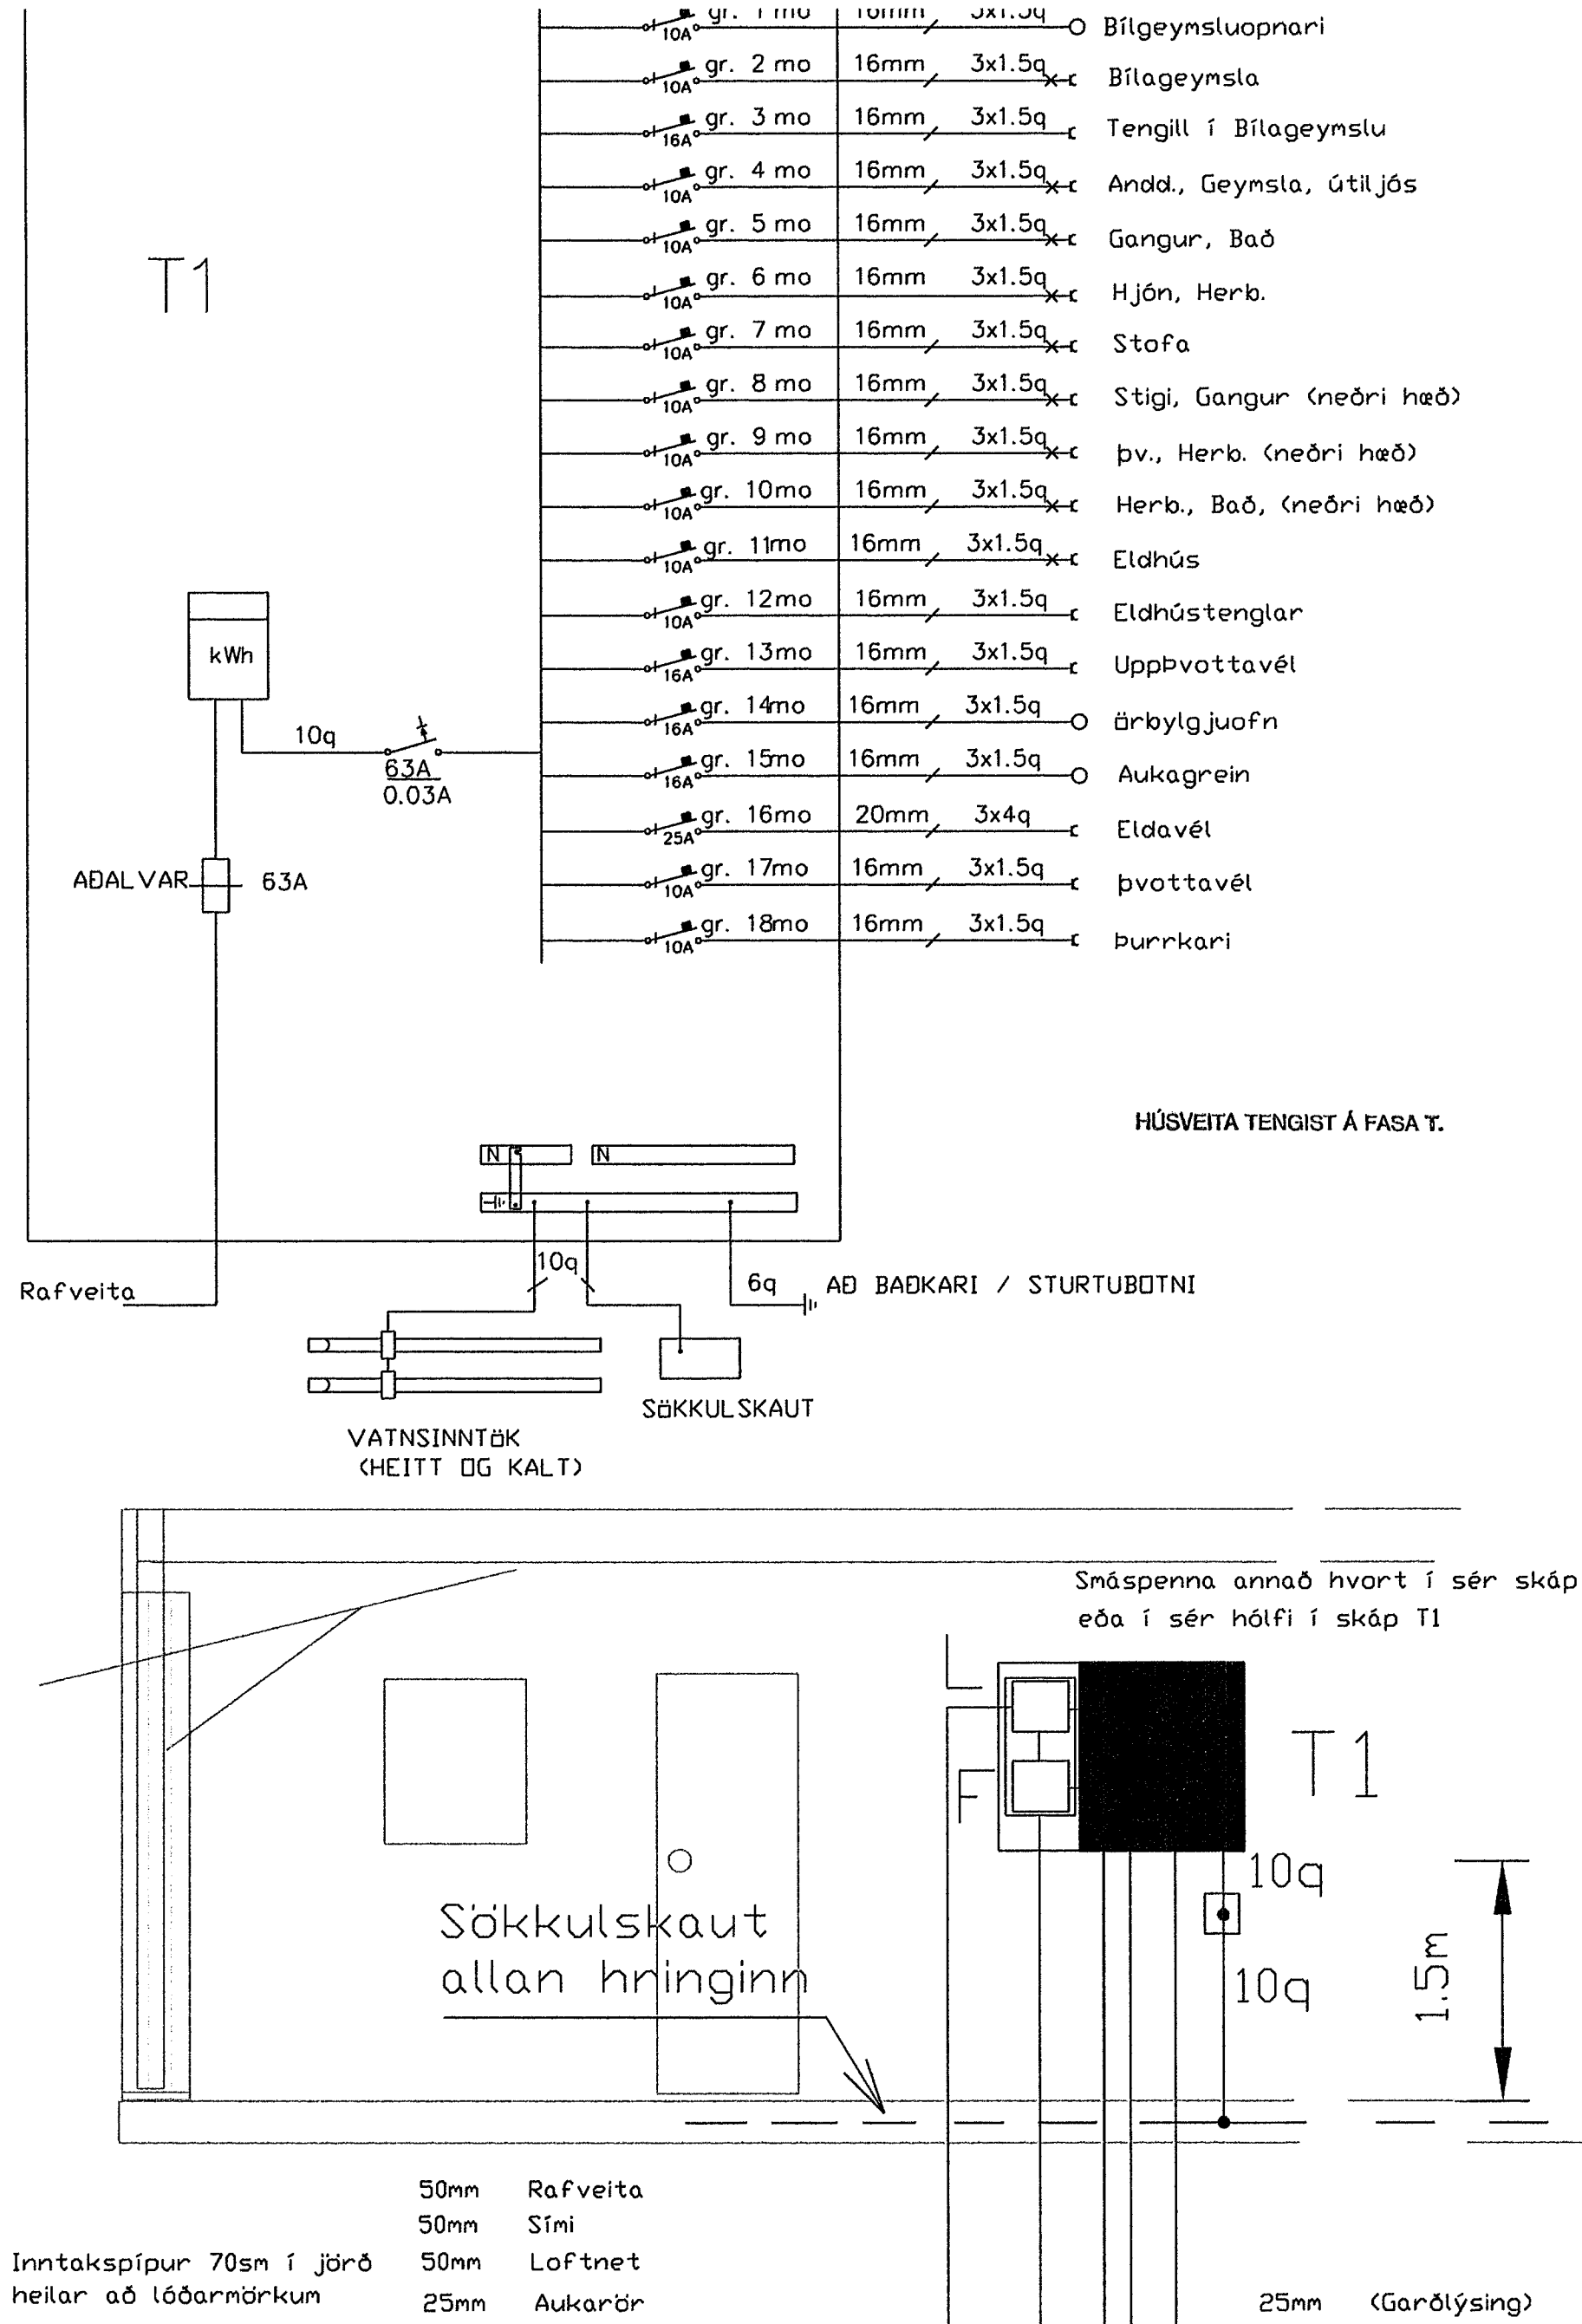 10A gr. 1 mo 16mm 3x1.5q Bílgeymsluopnari
10A gr. 2 mo 16mm 3x1.5q Bílageymsla
16A gr. 3 mo 16mm 3x1.5q Tengill í Bílageymslu
10A gr. 4 mo 16mm 3x1.5q Andd., Geymsla, útiljós
10A gr. 5 mo 16mm 3x1.5q Gangur, Bað
10A gr. 6 mo 16mm 3x1.5q Hjón, Herb.
10A gr. 7 mo 16mm 3x1.5q Stofa
10A gr. 8 mo 16mm 3x1.5q Stigi, Gangur (neðri hæð)
10A gr. 9 mo 16mm 3x1.5q þv., Herb. (neðri hæð)
10A gr. 10mo 16mm 3x1.5q Herb., Bað, (neðri hæð)
10A gr. 11mo 16mm 3x1.5q Eldhús
10A gr. 12mo 16mm 3x1.5q Eldhústenglar
16A gr. 13mo 16mm 3x1.5q UppÞvottavél
16A gr. 14mo 16mm 3x1.5q örbylgjuofn
16A gr. 15mo 16mm 3x1.5q Aukagrein
25A gr. 16mo 20mm 3x4q Eldavél
10A gr. 17mo 16mm 3x1.5q þvottavél
10A gr. 18mo 16mm 3x1.5q Þurrkari
T1
kWh
10q
63A
0.03A
AÐALVAR 63A
HÚSVEITA TENGIST Á FASA T.
N N
Rafveita
10q
6q AÐ BAÐKARI / STURTUBOTNI
SÖKKULSKAUT
VATNSINNTÖK
(HEITT OG KALT)
Smáspenna annað hvort í sér skáp
eða í sér hólfi í skáp T1
L
F
T1
10q
10q
1.5m
Sökkulskaut
allan hringinn
50mm Rafveita
50mm Sími
Inntakspípur 70sm í jörð 50mm Loftnet
heilar að lóðarmörkum 25mm Aukarör
25mm (Garðlýsing)